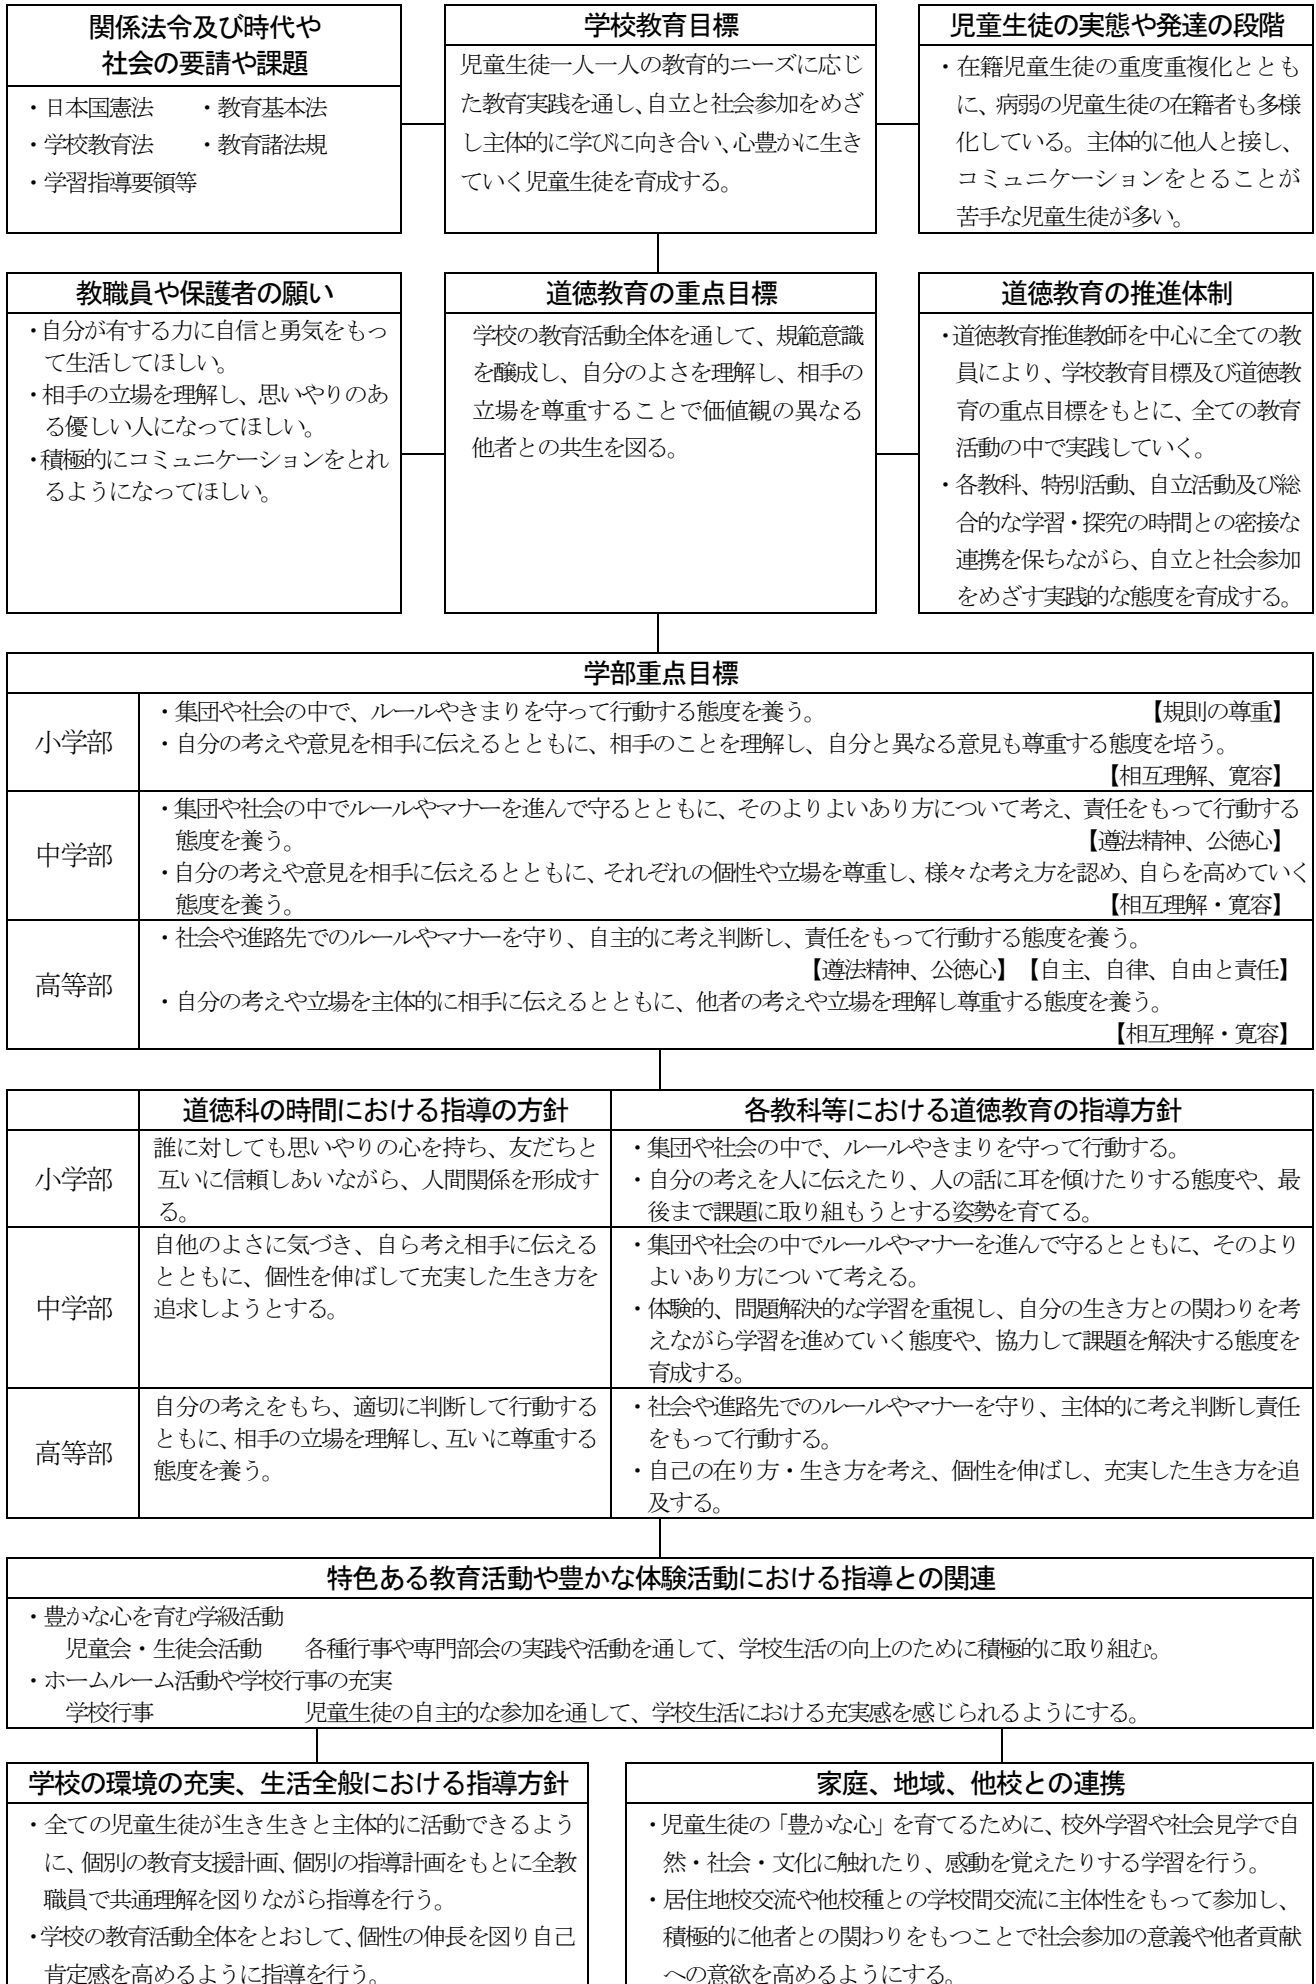 関係法令及び時代や
社会の要請や課題
・日本国憲法　　・教育基本法
・学校教育法　　・教育諸法規
・学習指導要領等
学校教育目標
児童生徒一人一人の教育的ニーズに応じ
た教育実践を通し、自立と社会参加をめざ
し主体的に学びに向き合い、心豊かに生き
ていく児童生徒を育成する。
児童生徒の実態や発達の段階
・在籍児童生徒の重度重複化ととも
に、病弱の児童生徒の在籍者も多様
化している。主体的に他人と接し、
コミュニケーションをとることが
苦手な児童生徒が多い。
教職員や保護者の願い
・自分が有する力に自信と勇気をもっ
て生活してほしい。
・相手の立場を理解し、思いやりのあ
る優しい人になってほしい。
・積極的にコミュニケーションをとれ
るようになってほしい。
道徳教育の重点目標
学校の教育活動全体を通して、規範意識
を醸成し、自分のよさを理解し、相手の
立場を尊重することで価値観の異なる
他者との共生を図る。
道徳教育の推進体制
・道徳教育推進教師を中心に全ての教
員により、学校教育目標及び道徳教
育の重点目標をもとに、全ての教育
活動の中で実践していく。
・各教科、特別活動、自立活動及び総
合的な学習・探究の時間との密接な
連携を保ちながら、自立と社会参加
をめざす実践的な態度を育成する。
学部重点目標
小学部
・集団や社会の中で、ルールやきまりを守って行動する態度を養う。　【規則の尊重】
・自分の考えや意見を相手に伝えるとともに、相手のことを理解し、自分と異なる意見も尊重する態度を培う。
【相互理解、寛容】
中学部
・集団や社会の中でルールやマナーを進んで守るとともに、そのよりよいあり方について考え、責任をもって行動する
態度を養う。　【遵法精神、公徳心】
・自分の考えや意見を相手に伝えるとともに、それぞれの個性や立場を尊重し、様々な考え方を認め、自らを高めていく
態度を養う。　【相互理解・寛容】
高等部
・社会や進路先でのルールやマナーを守り、自主的に考え判断し、責任をもって行動する態度を養う。
【遵法精神、公徳心】【自主、自律、自由と責任】
・自分の考えや立場を主体的に相手に伝えるとともに、他者の考えや立場を理解し尊重する態度を養う。
【相互理解・寛容】
道徳科の時間における指導の方針
各教科等における道徳教育の指導方針
小学部
誰に対しても思いやりの心を持ち、友だちと
互いに信頼しあいながら、人間関係を形成す
る。
・集団や社会の中で、ルールやきまりを守って行動する。
・自分の考えを人に伝えたり、人の話に耳を傾けたりする態度や、最
後まで課題に取り組もうとする姿勢を育てる。
中学部
自他のよさに気づき、自ら考え相手に伝える
とともに、個性を伸ばして充実した生き方を
追求しようとする。
・集団や社会の中でルールやマナーを進んで守るとともに、そのより
よいあり方について考える。
・体験的、問題解決的な学習を重視し、自分の生き方との関わりを考
えながら学習を進めていく態度や、協力して課題を解決する態度を
育成する。
高等部
自分の考えをもち、適切に判断して行動する
ともに、相手の立場を理解し、互いに尊重する
態度を養う。
・社会や進路先でのルールやマナーを守り、主体的に考え判断し責任
をもって行動する。
・自己の在り方・生き方を考え、個性を伸ばし、充実した生き方を追
及する。
特色ある教育活動や豊かな体験活動における指導との関連
・豊かな心を育む学級活動
児童会・生徒会活動　　各種行事や専門部会の実践や活動を通して、学校生活の向上のために積極的に取り組む。
・ホームルーム活動や学校行事の充実
学校行事　　児童生徒の自主的な参加を通して、学校生活における充実感を感じられるようにする。
学校の環境の充実、生活全般における指導方針
・全ての児童生徒が生き生きと主体的に活動できるよう
に、個別の教育支援計画、個別の指導計画をもとに全教
職員で共通理解を図りながら指導を行う。
・学校の教育活動全体をとおして、個性の伸長を図り自己
肯定感を高めるように指導を行う。
家庭、地域、他校との連携
・児童生徒の「豊かな心」を育てるために、校外学習や社会見学で自
然・社会・文化に触れたり、感動を覚えたりする学習を行う。
・居住地校交流や他校種との学校間交流に主体性をもって参加し、
積極的に他者との関わりをもつことで社会参加の意義や他者貢献
への意欲を高めるようにする。